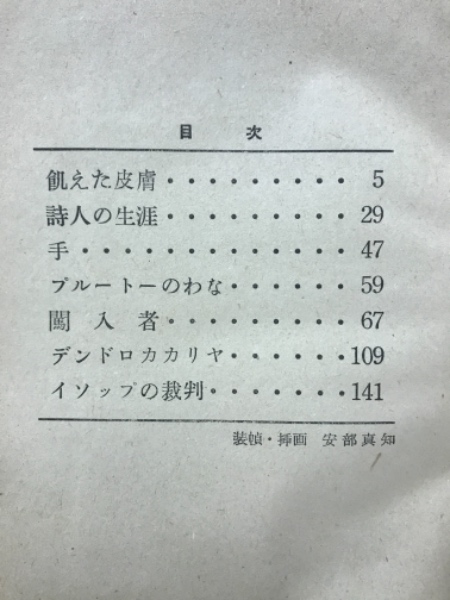 目 次
飢えた皮膚・・・・・・・・・5
詩人の生涯・・・・・・・・・29
手・・・・・・・・・・・・・47
プルートーのわな・・・・・・59
闖入者・・・・・・・・・67
デンドロカカリヤ・・・・・・109
イソップの裁判・・・・・・・141
装幀・挿画 安部真知